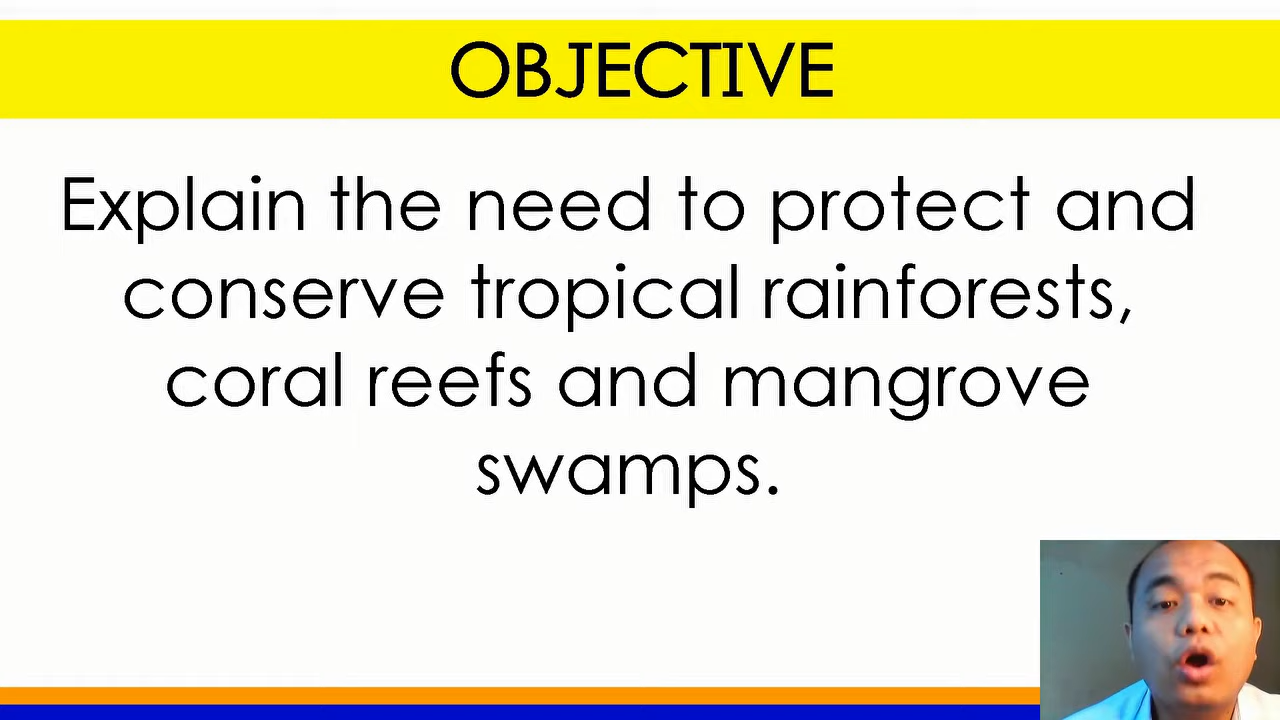 OBJECTIVE
Explain the need to protect and
conserve tropical rainforests,
coral reefs and mangrove
swamps.